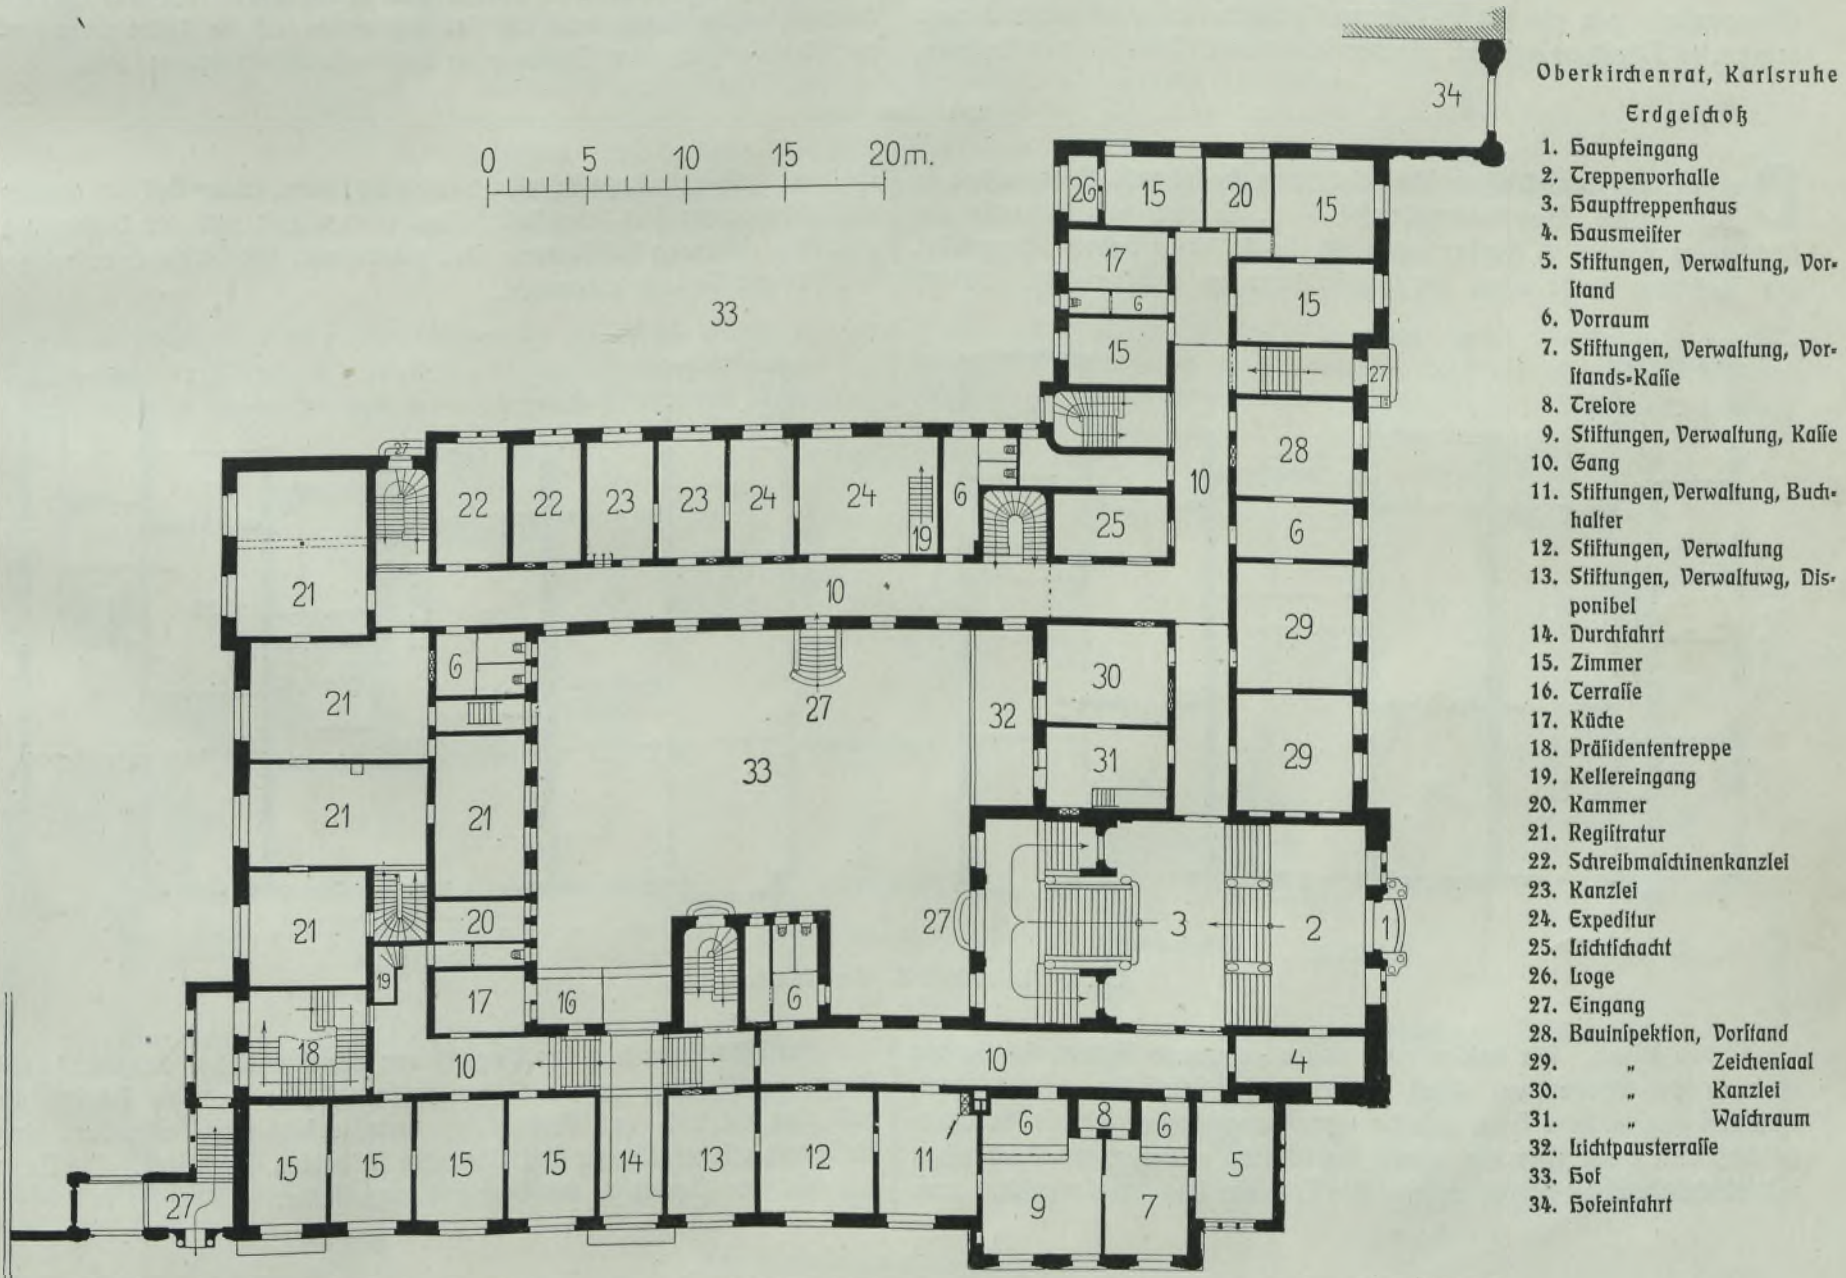 Oberkirchenrat, Karlsruhe
Erdgeſchoß
1. Haupteingang
2. Treppenvorhalle
3. Haupttreppenhaus
4. Hausmeiſter
5. Stiftungen, Verwaltung, Vor-
ſtand
6. Vorraum
7. Stiftungen, Verwaltung, Vor-
ſtands-Kaſſe
8. Treſore
9. Stiftungen, Verwaltung, Kaſſe
10. Gang
11. Stiftungen, Verwaltung, Buch-
halter
12. Stiftungen, Verwaltung
13. Stiftungen, Verwaltuwg, Dis-
ponibel
14. Durchfahrt
15. Zimmer
16. Terraſſe
17. Küche
18. Präſidententreppe
19. Kellereingang
20. Kammer
21. Regiſtratur
22. Schreibmaſchinenkanzlei
23. Kanzlei
24. Expeditur
25. Lichtſchacht
26. Loge
27. Eingang
28. Bauinſpektion, Vorſtand
29. „ Zeichenſaal
30. „ Kanzlei
31. „ Waſchraum
32. Lichtpausterraſſe
33. Hof
34. Hofeinfahrt
34
0 5 10 15 20 m.
26 15 20 15
17
6 15
33
15
27
27
28
22 22 23 23 24 24 19 6 25 10
6
21 10
29
6 30
21 27 32
33 31 29
21 21
21 20 27 3 2 1
19
17 16 6
18 10 10 4
6 8 6
15 15 15 15 14 13 12 11 5
27 9 7